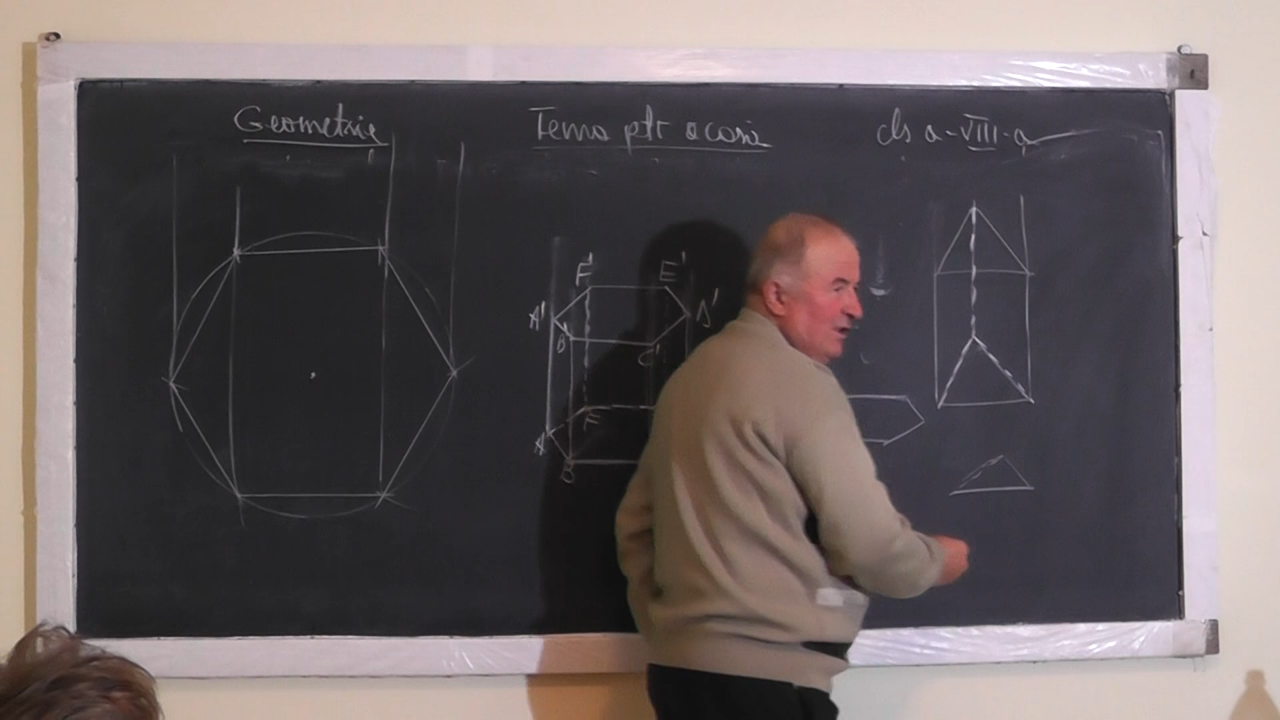 Geometrie
Tema ptr acasă
cls a-VIII-a
F' E'
A' D'
B' C'
F
A
B